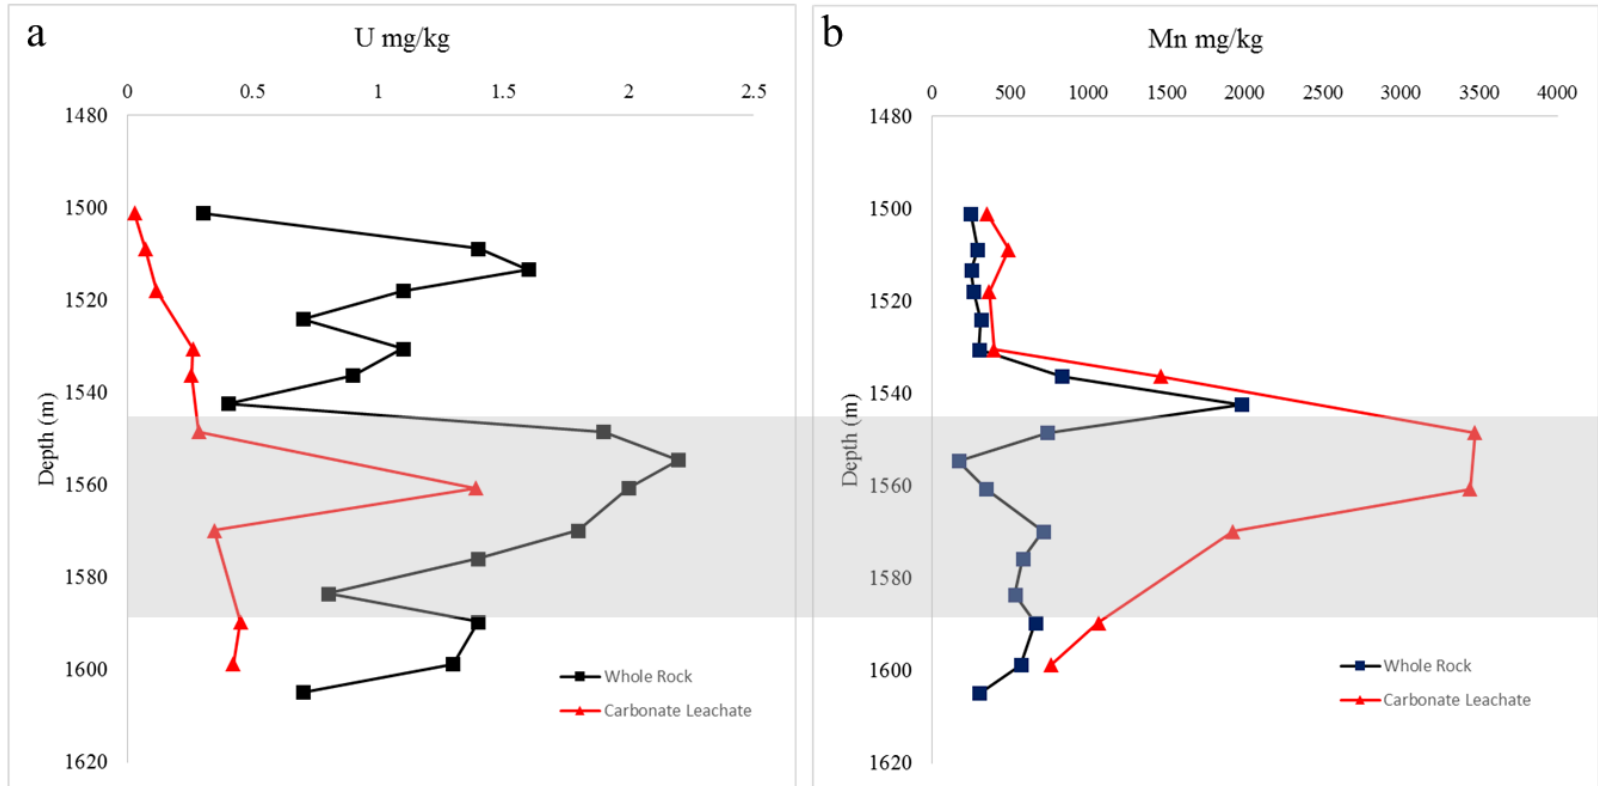 a
U mg/kg
0 0.5 1 1.5 2 2.5
1480
1500
1520
1540
1560
1580
1600
1620
Depth (m)
Whole Rock
Carbonate Leachate
b
Mn mg/kg
0 500 1000 1500 2000 2500 3000 3500 4000
1480
1500
1520
1540
1560
1580
1600
1620
Depth (m)
Whole Rock
Carbonate Leachate